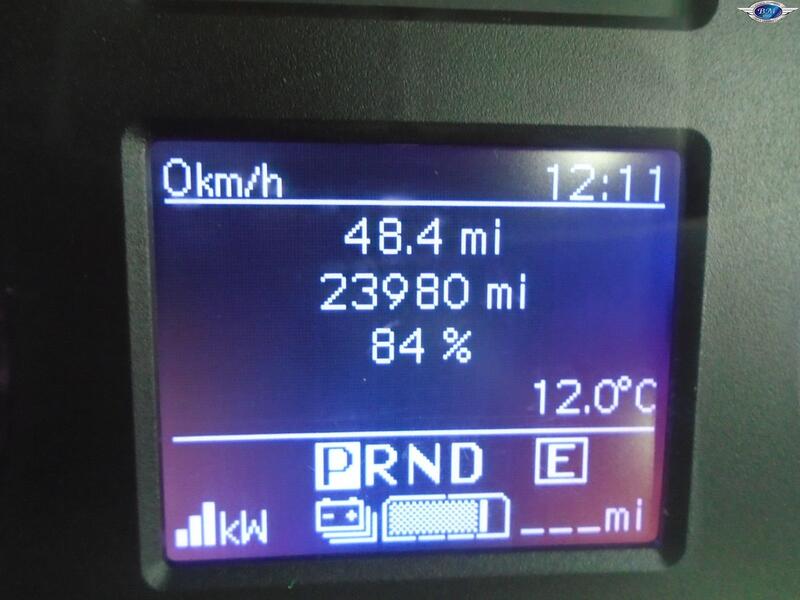 0km/h 12:11
48.4 mi
23980 mi
84 %
12.0°C
PRND E
kW ___mi